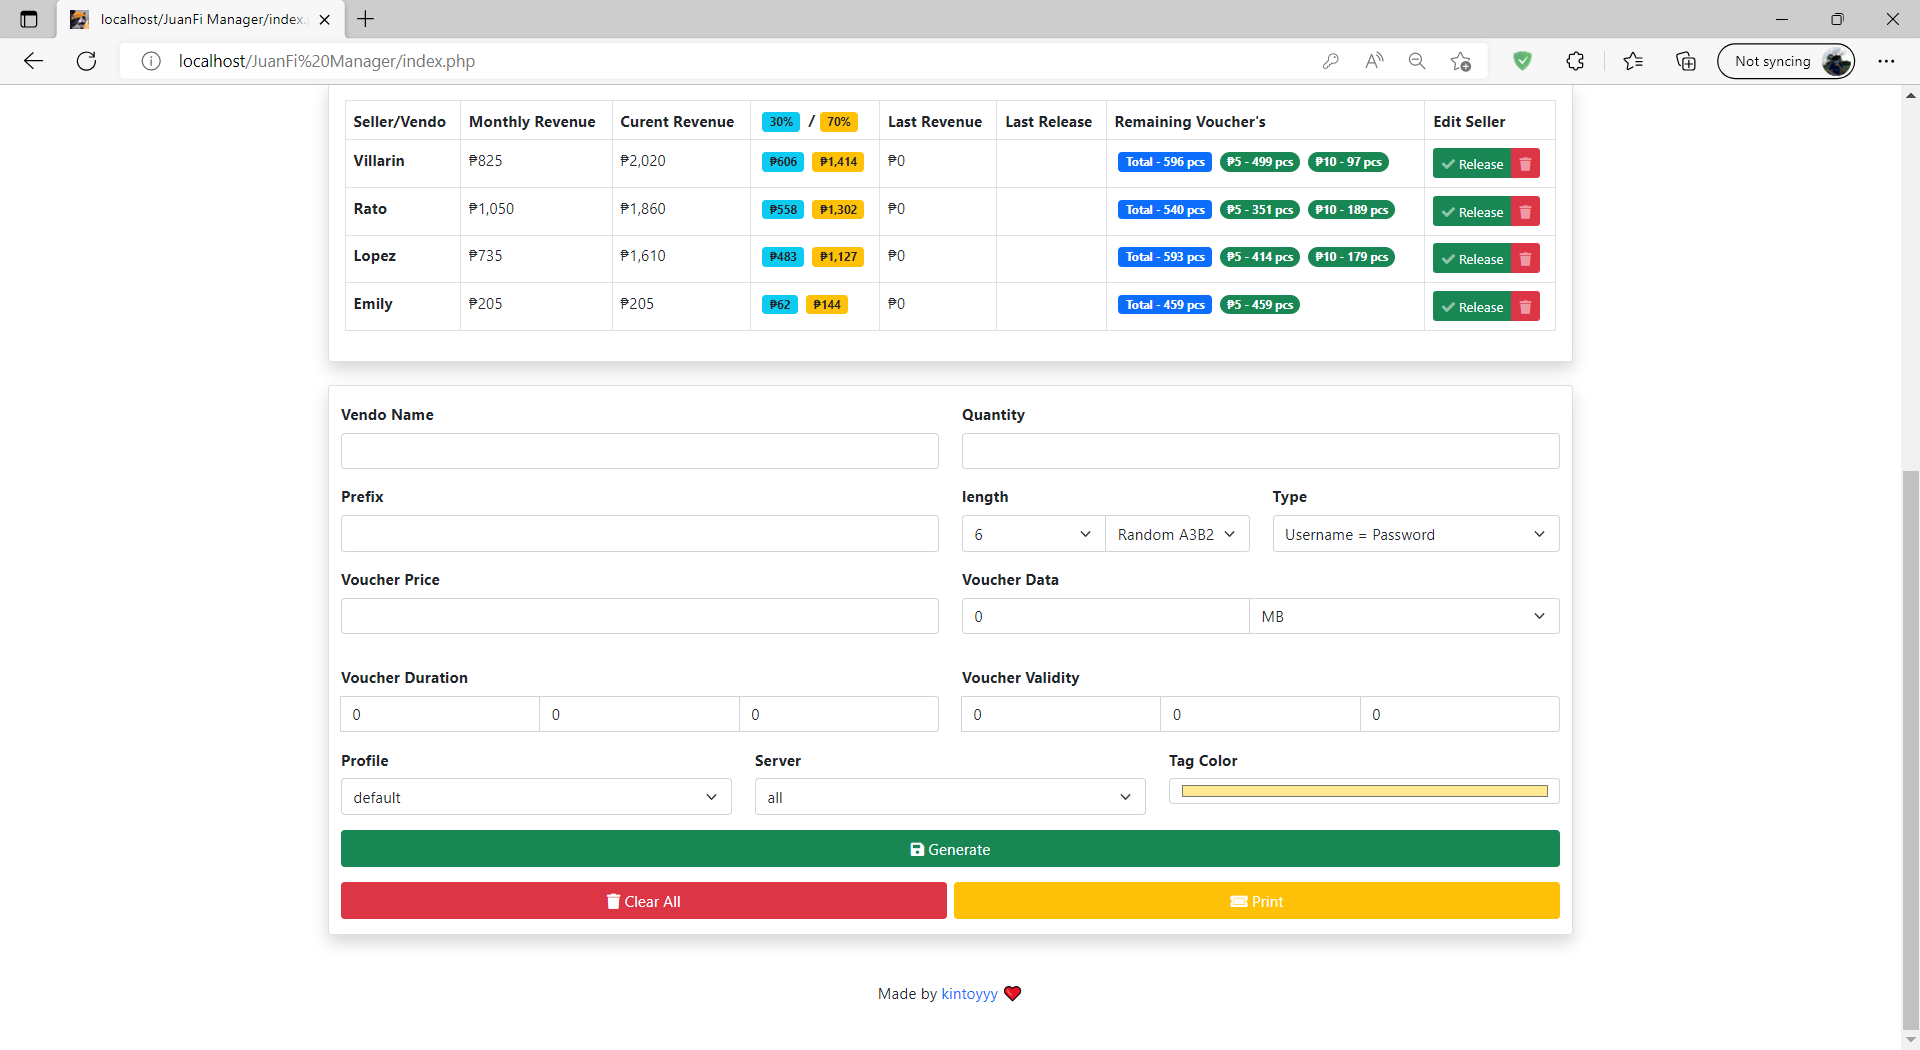 localhost/JuanFi Manager/index.
localhost/JuanFi%20Manager/index.php
Not syncing
Seller/Vendo Monthly Revenue Curent Revenue 30% / 70% Last Revenue Last Release Remaining Voucher's Edit Seller
Villarin ₱825 ₱2,020 ₱606 ₱1,414 ₱0 Total - 596 pcs ₱5 - 499 pcs ₱10 - 97 pcs Release
Rato ₱1,050 ₱1,860 ₱558 ₱1,302 ₱0 Total - 540 pcs ₱5 - 351 pcs ₱10 - 189 pcs Release
Lopez ₱735 ₱1,610 ₱483 ₱1,127 ₱0 Total - 593 pcs ₱5 - 414 pcs ₱10 - 179 pcs Release
Emily ₱205 ₱205 ₱62 ₱144 ₱0 Total - 459 pcs ₱5 - 459 pcs Release
Vendo Name Quantity
Prefix length Type
6 Random A3B2 Username = Password
Voucher Price Voucher Data
0 MB
Voucher Duration Voucher Validity
0 0 0 0 0 0
Profile Server Tag Color
default all
Generate
Clear All Print
Made by kintoyyy